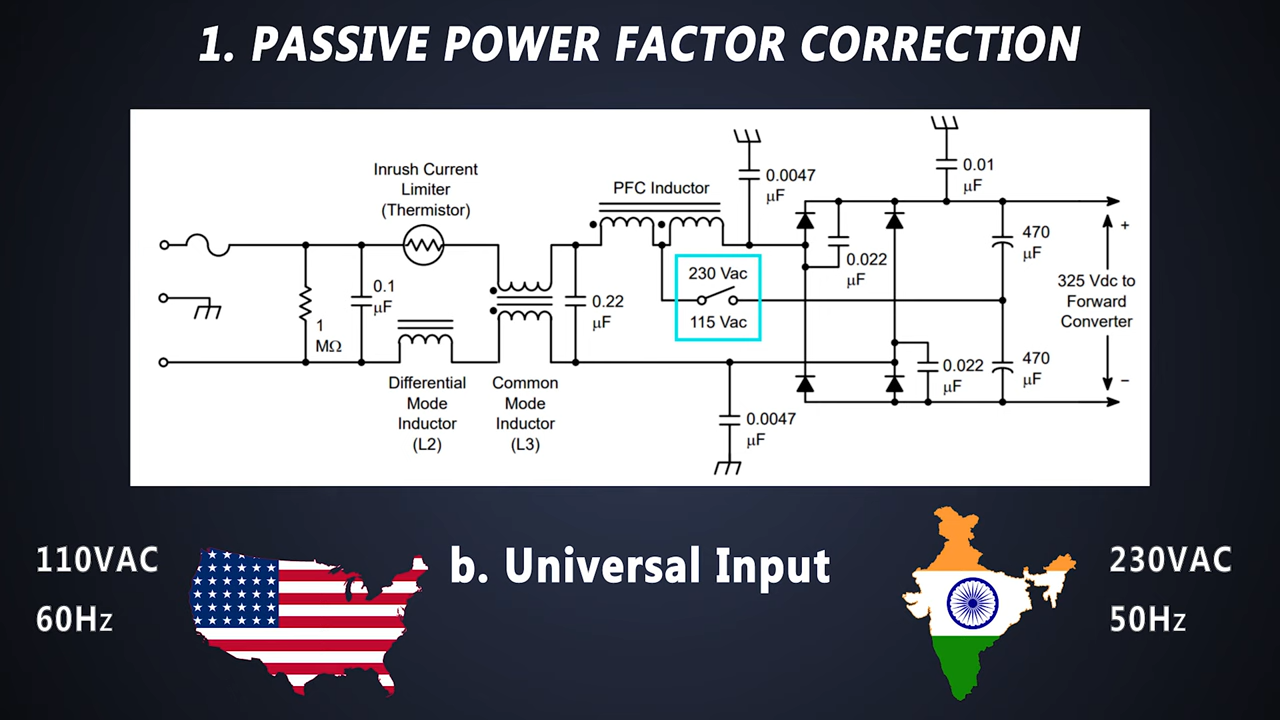 1. PASSIVE POWER FACTOR CORRECTION
Inrush Current
Limiter
(Thermistor)
PFC Inductor
0.0047
μF
0.01
μF
0.1
μF
1
MΩ
0.22
μF
230 Vac
115 Vac
0.022
μF
470
μF
+
325 Vdc to
Forward
Converter
−
0.022
μF
470
μF
Differential
Mode
Inductor
(L2)
Common
Mode
Inductor
(L3)
0.0047
μF
110VAC
60Hz
b. Universal Input
230VAC
50Hz